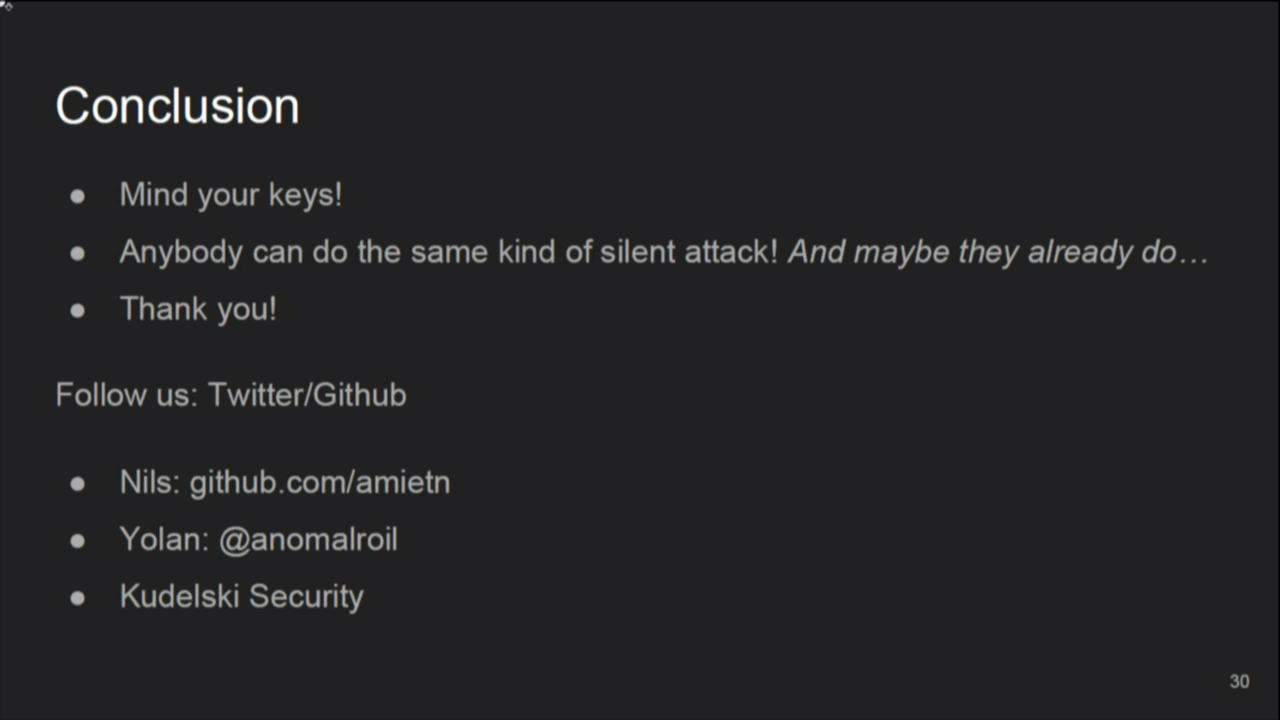 Conclusion
● Mind your keys!
● Anybody can do the same kind of silent attack! And maybe they already do…
● Thank you!
Follow us: Twitter/Github
● Nils: github.com/amietn
● Yolan: @anomalroil
● Kudelski Security
30